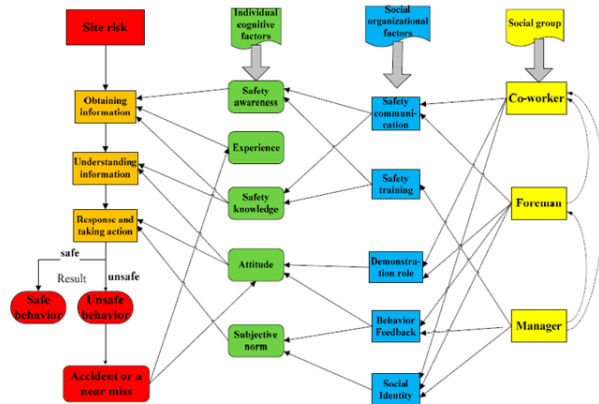 Site risk
Individual
cognitive
factors
Social
organizational
factors
Social group
Obtaining
information
Safety
awareness
Safety
communi-
cation
Co-worker
Experience
Understanding
information
Safety
knowledge
Safety
training
Foreman
Response and
taking action
safe
unsafe
Result
Attitude
Demonstra-
tion role
Safe
behavior
Unsafe
behavior
Subjective
norm
Behavior
Feedback
Manager
Accident or a
near miss
Social
Identity